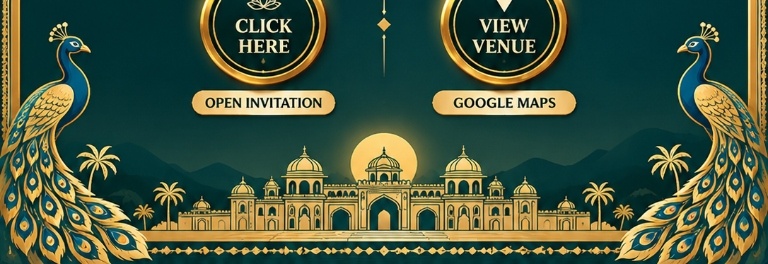 CLICK
HERE
VIEW
VENUE
OPEN INVITATION
GOOGLE MAPS